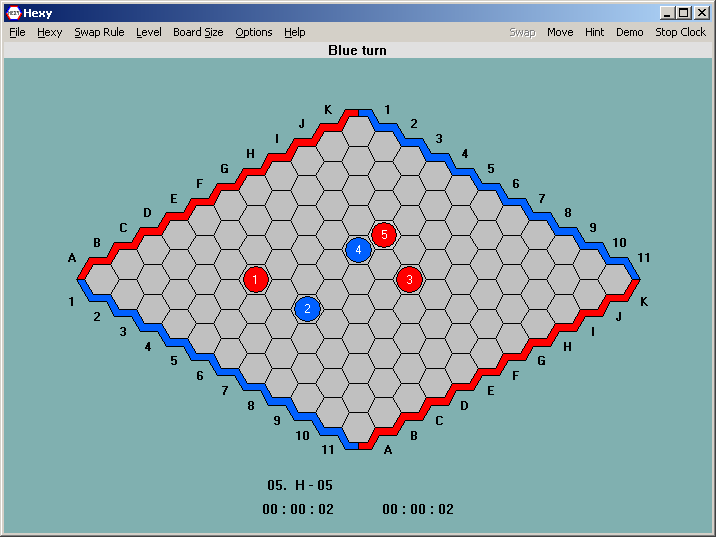 HEXY Hexy
File Hexy Swap Rule Level Board Size Options Help Swap Move Hint Demo Stop Clock
Blue turn
K 1
J 2
I 3
H 4
G 5
F 6
E 7
D 8
C 9
B 10
A 11
5
4
1 3
1 K
2 2 J
3 I
4 H
5 G
6 F
7 E
8 D
9 C
10 B
11 A
05. H - 05
00 : 00 : 02 00 : 00 : 02